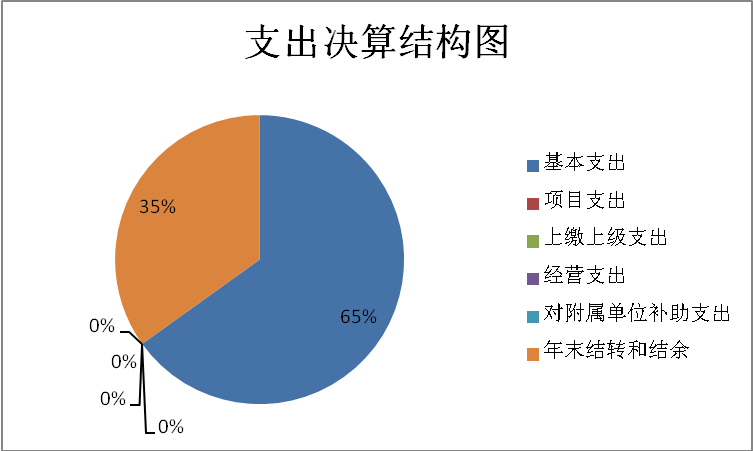 支出决算结构图
基本支出
项目支出
上缴上级支出
经营支出
对附属单位补助支出
年末结转和结余
35%
65%
0%
0%
0%
0%